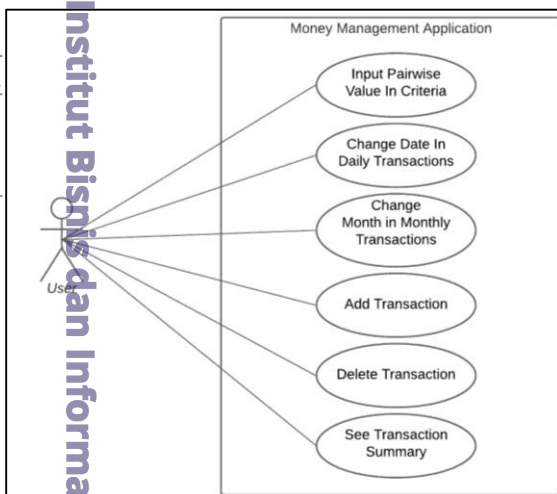 Money Management Application
Input Pairwise
Value In Criteria
Change Date In
Daily Transactions
Change
Month in Monthly
Transactions
Add Transaction
Delete Transaction
See Transaction
Summary
User
Institut Bisnis dan Informa